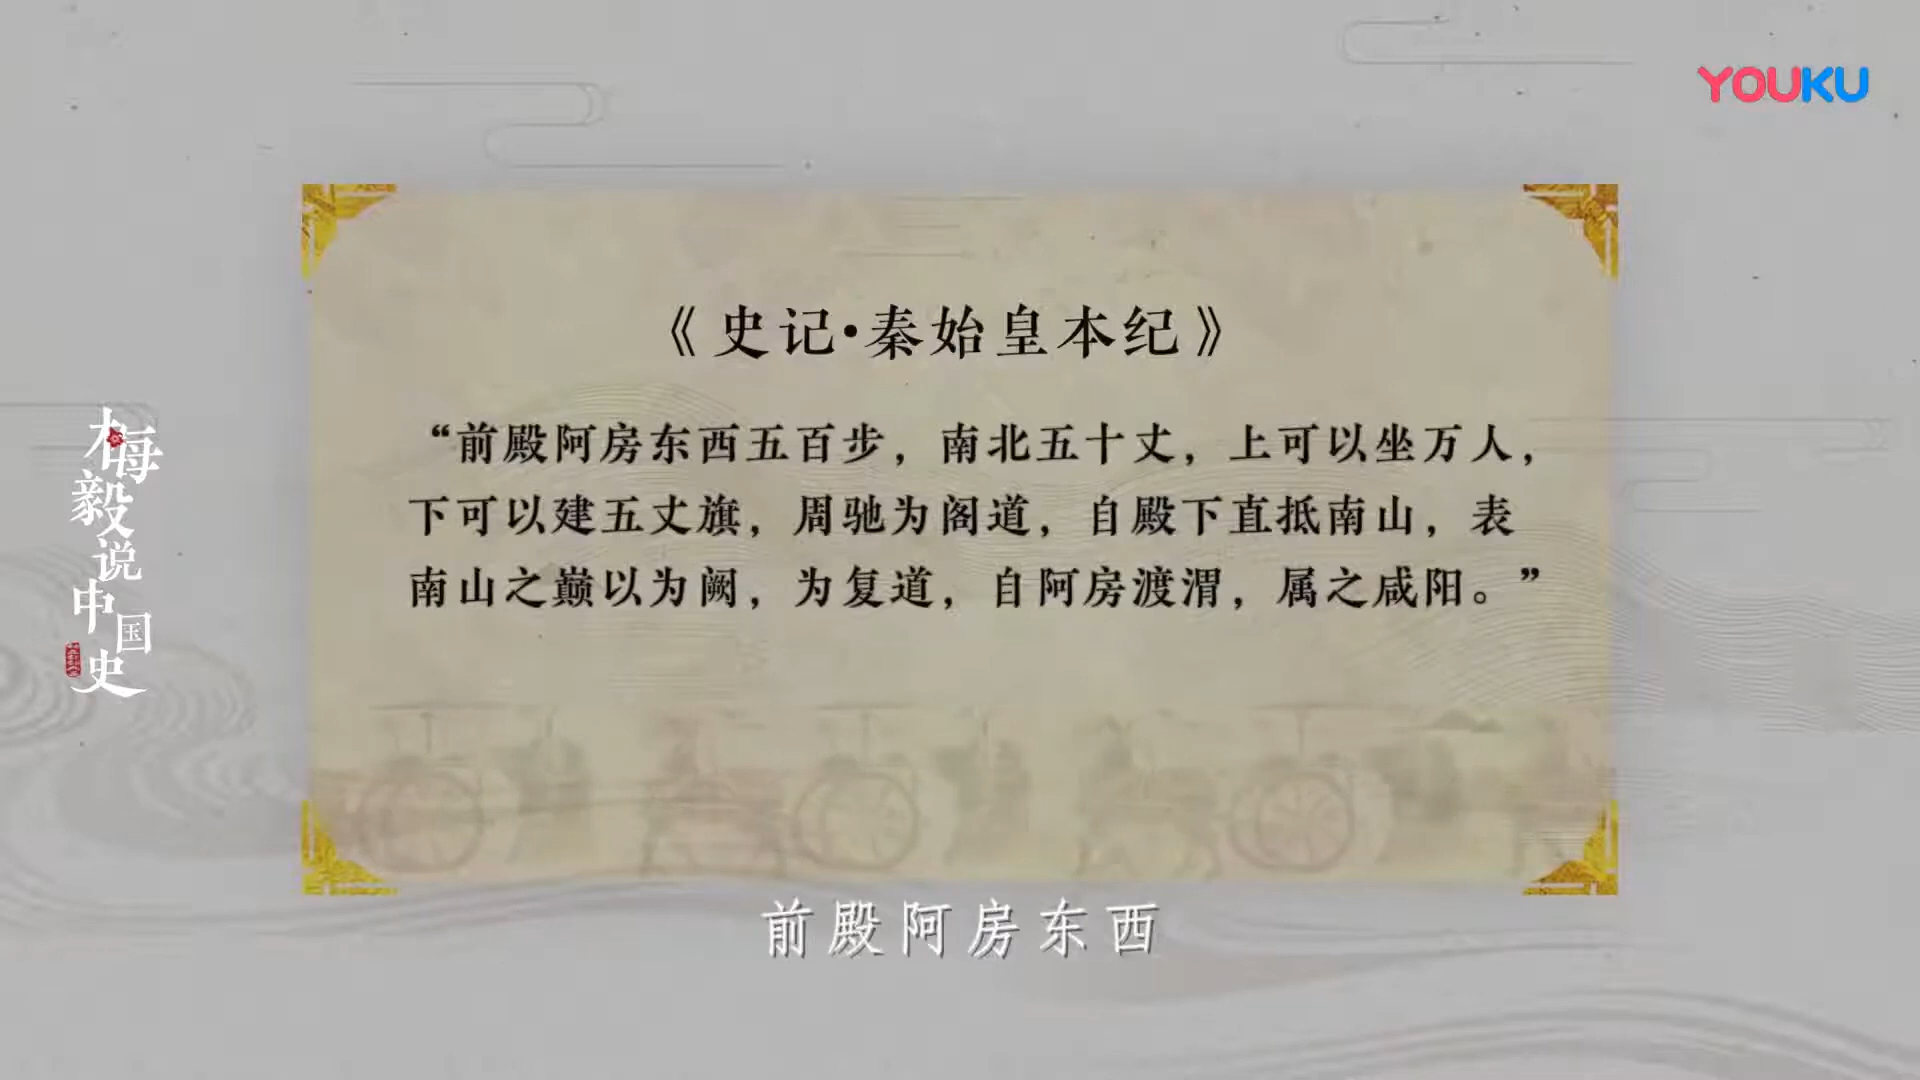 YOUKU
《史记·秦始皇本纪》
“前殿阿房东西五百步，南北五十丈，上可以坐万人，
下可以建五丈旗，周驰为阁道，自殿下直抵南山，表
南山之巅以为阙，为复道，自阿房渡渭，属之咸阳。”
梅毅说中国史
前殿阿房东西